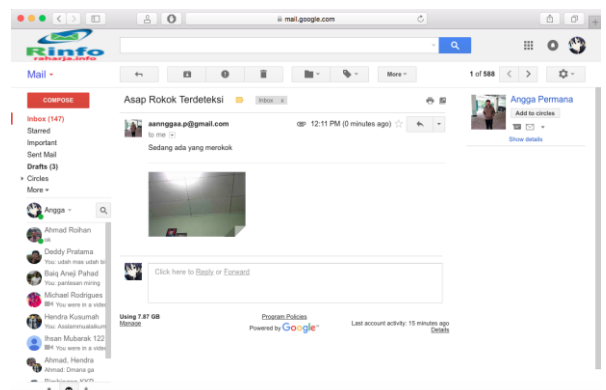 mail.google.com
Rinfo
raharja.info
Mail
More
1 of 588
COMPOSE
Inbox (147)
Starred
Important
Sent Mail
Drafts (3)
Circles
More
Asap Rokok Terdeteksi
Inbox x
aannggaa.p@gmail.com
12:11 PM (0 minutes ago)
to me
Sedang ada yang merokok
Angga Permana
Add to circles
Show details
Angga
Ahmad Roihan
ok
Deddy Pratama
You: udah mas udah bi
Baiq Aneji Pahad
You: pantesan mining
Michael Rodrigues
You were in a video
Hendra Kusumah
You: Assalammualaikum
Ihsan Mubarak 122
You were in a video
Ahmad, Hendra
Ahmad: Dmana ga
Click here to Reply or Forward
Using 7.87 GB
Manage
Program Policies
Powered by Google
Last account activity: 15 minutes ago
Details